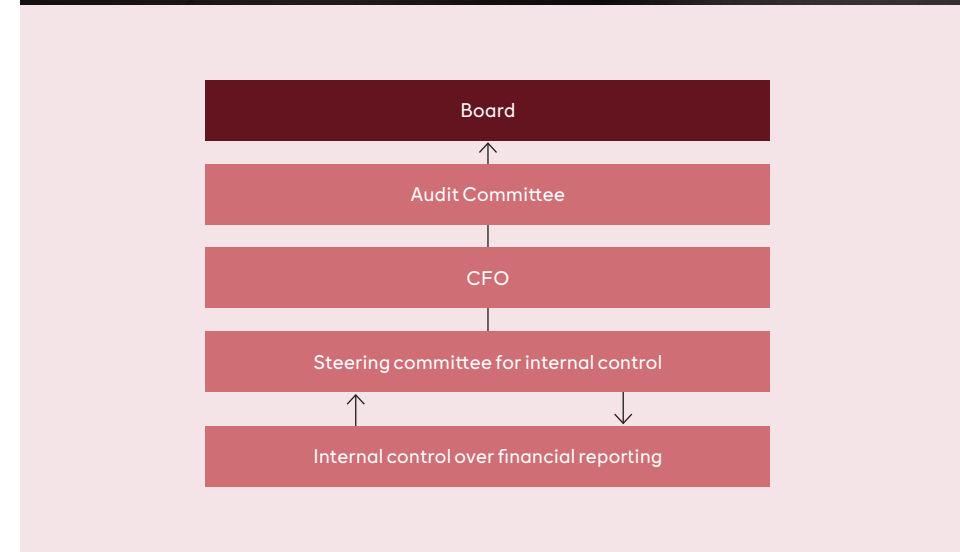 Board
Audit Committee
CFO
Steering committee for internal control
Internal control over financial reporting